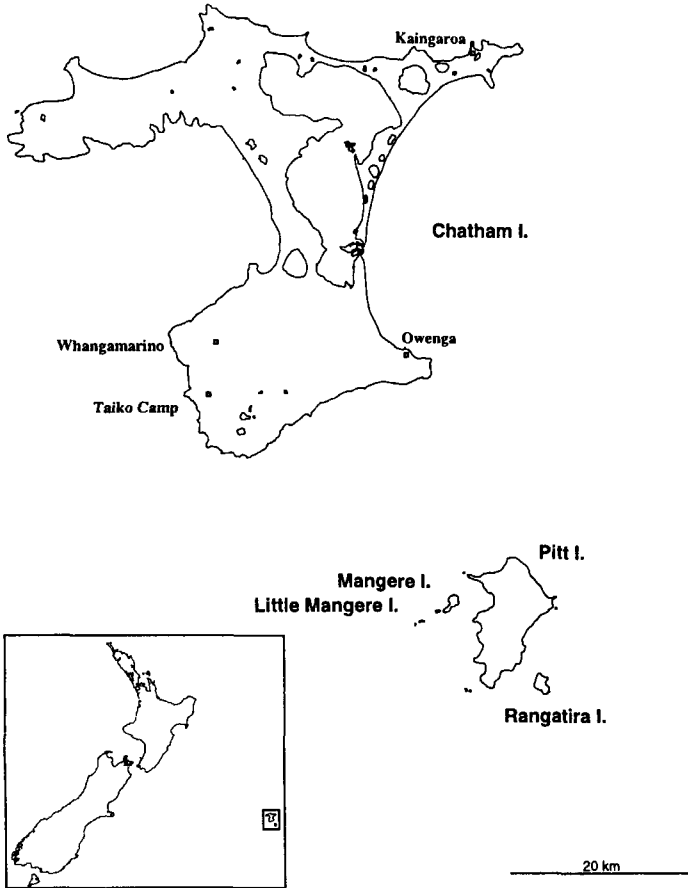 Kaingaroa
Chatham I.
Whangamarino
Owenga
Taiko Camp
Pitt I.
Mangere I.
Little Mangere I.
Rangatira I.
20 km